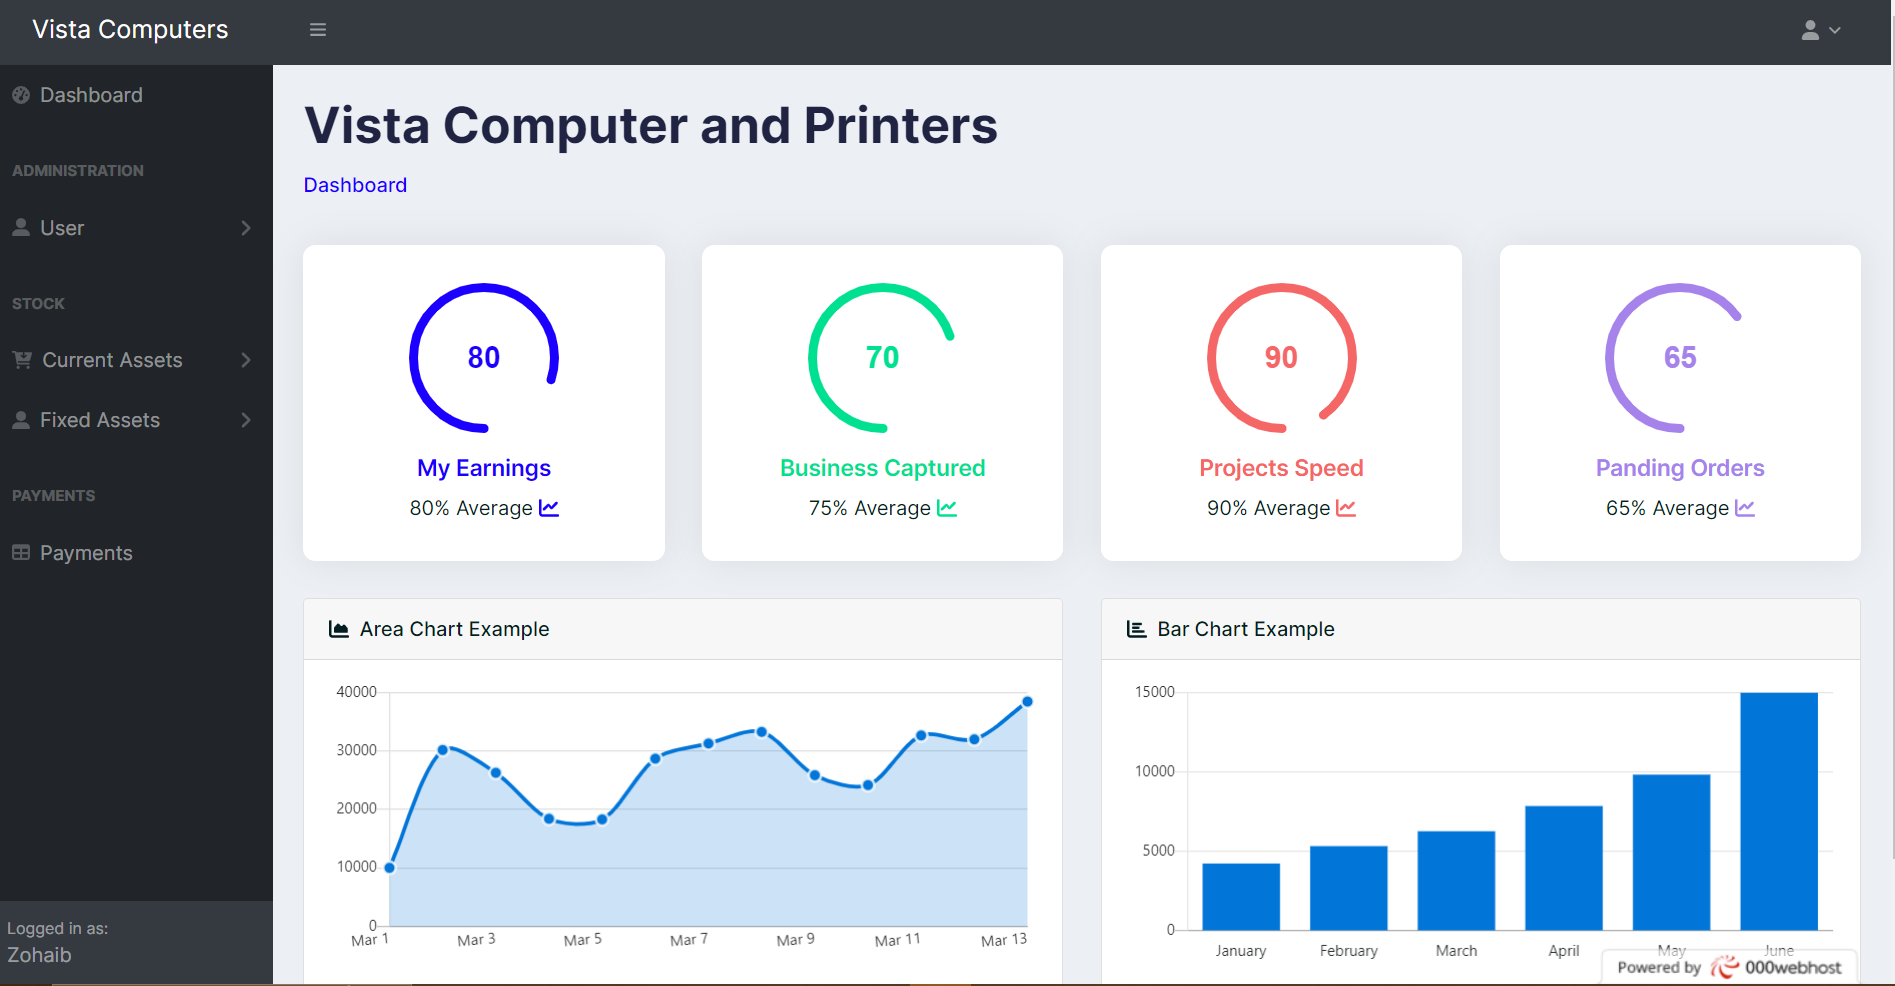 Vista Computers
Dashboard
ADMINISTRATION
User
STOCK
Current Assets
Fixed Assets
PAYMENTS
Payments
Logged in as:
Zohaib
Vista Computer and Printers
Dashboard
80
My Earnings
80% Average
70
Business Captured
75% Average
90
Projects Speed
90% Average
65
Panding Orders
65% Average
Area Chart Example
40000
30000
20000
10000
0
Mar 1 Mar 3 Mar 5 Mar 7 Mar 9 Mar 11 Mar 13
Bar Chart Example
15000
10000
5000
0
January February March April May June
Powered by 000webhost